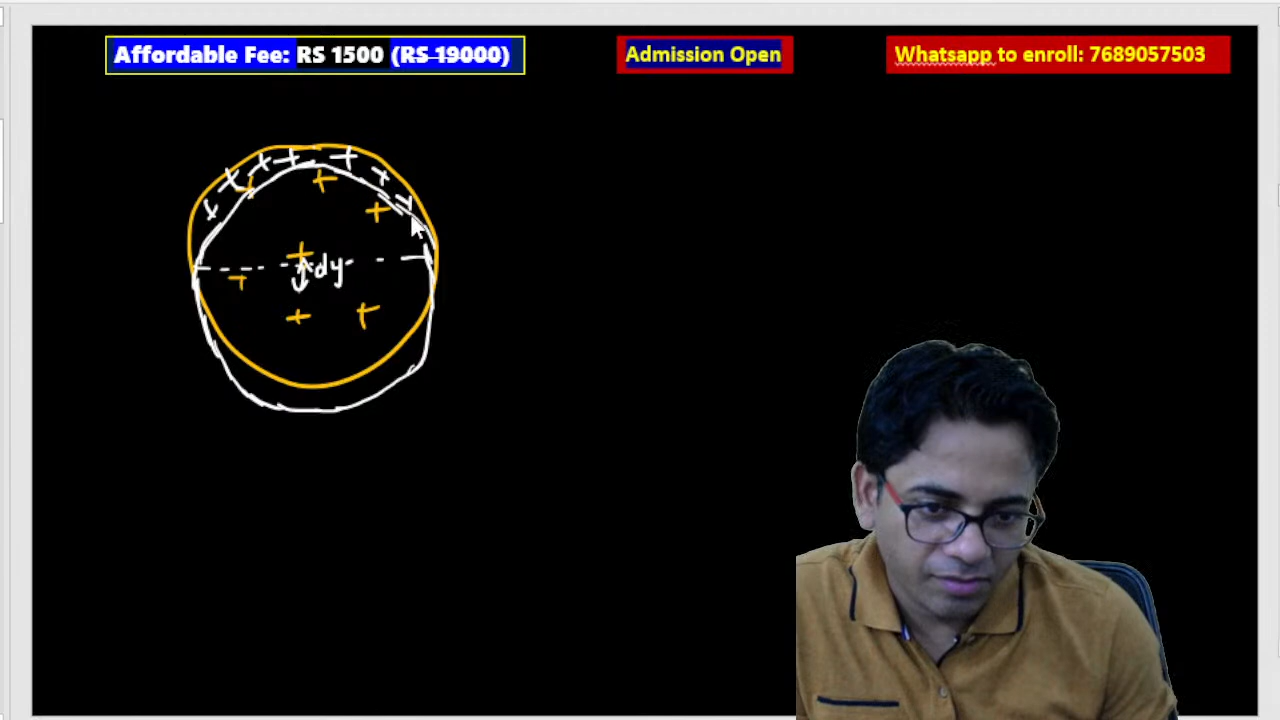 Affordable Fee: RS 1500 (RS 19000)
Admission Open
Whatsapp to enroll: 7689057503
+ + + + + + +
+ + +
+ dy
+
+ +